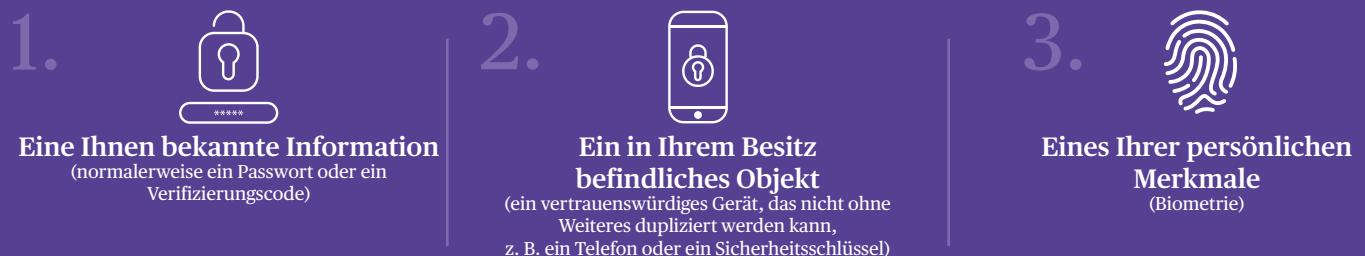 1.
*****
Eine Ihnen bekannte Information
(normalerweise ein Passwort oder ein
Verifizierungscode)
2.
Ein in Ihrem Besitz
befindliches Objekt
(ein vertrauenswürdiges Gerät, das nicht ohne
Weiteres dupliziert werden kann,
z. B. ein Telefon oder ein Sicherheitsschlüssel)
3.
Eines Ihrer persönlichen
Merkmale
(Biometrie)